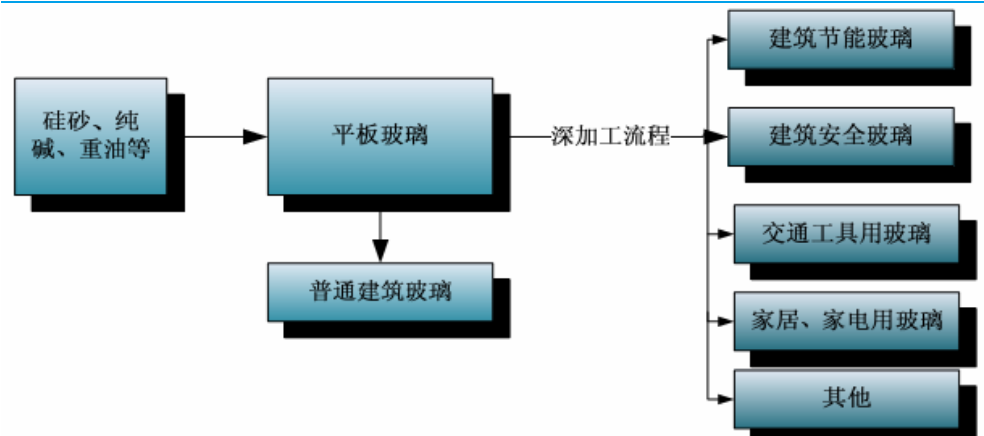 硅砂、纯
碱、重油等
平板玻璃
普通建筑玻璃
深加工流程
建筑节能玻璃
建筑安全玻璃
交通工具用玻璃
家居、家电用玻璃
其他